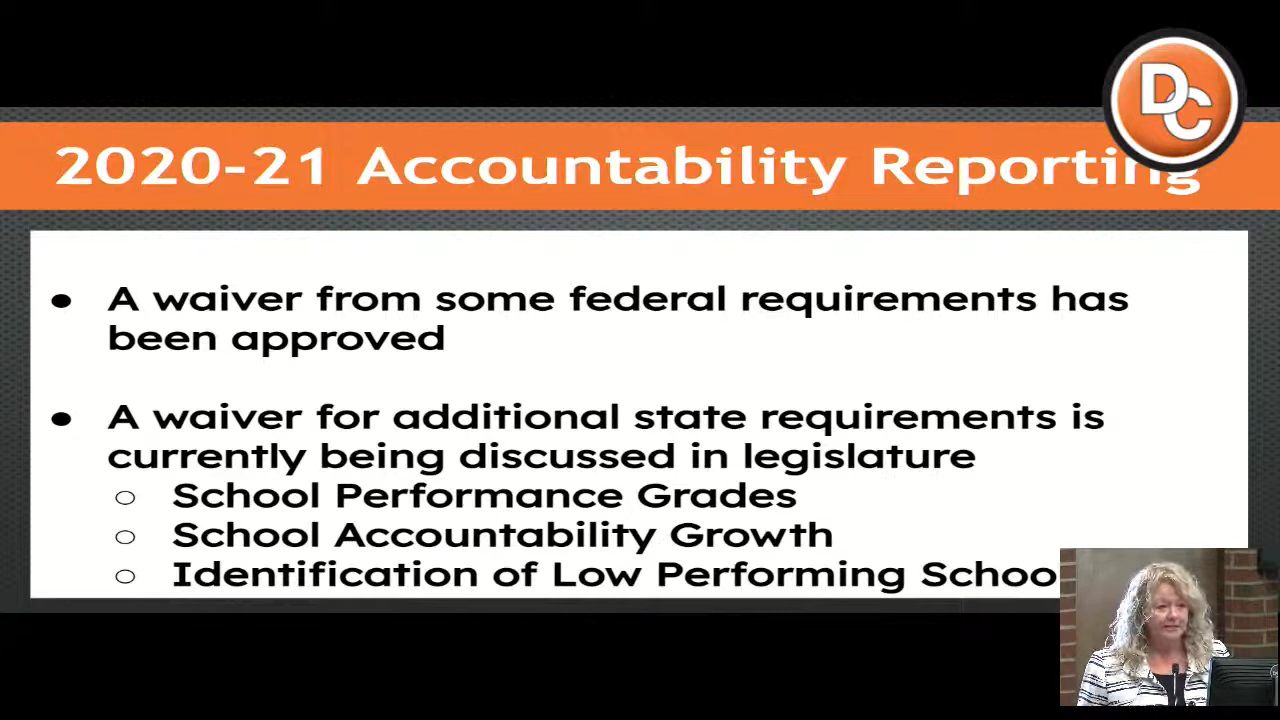 DC
2020-21 Accountability Reporting
● A waiver from some federal requirements has
been approved
● A waiver for additional state requirements is
currently being discussed in legislature
○ School Performance Grades
○ School Accountability Growth
○ Identification of Low Performing Schoo